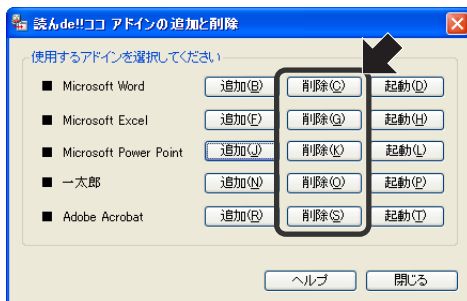 読んde!!ココ アドインの追加と削除
使用するアドインを選択してください
■ Microsoft Word 追加(B) 削除(C) 起動(D)
■ Microsoft Excel 追加(F) 削除(G) 起動(H)
■ Microsoft Power Point 追加(J) 削除(K) 起動(L)
■ 一太郎 追加(N) 削除(O) 起動(P)
■ Adobe Acrobat 追加(R) 削除(S) 起動(T)
ヘルプ 閉じる